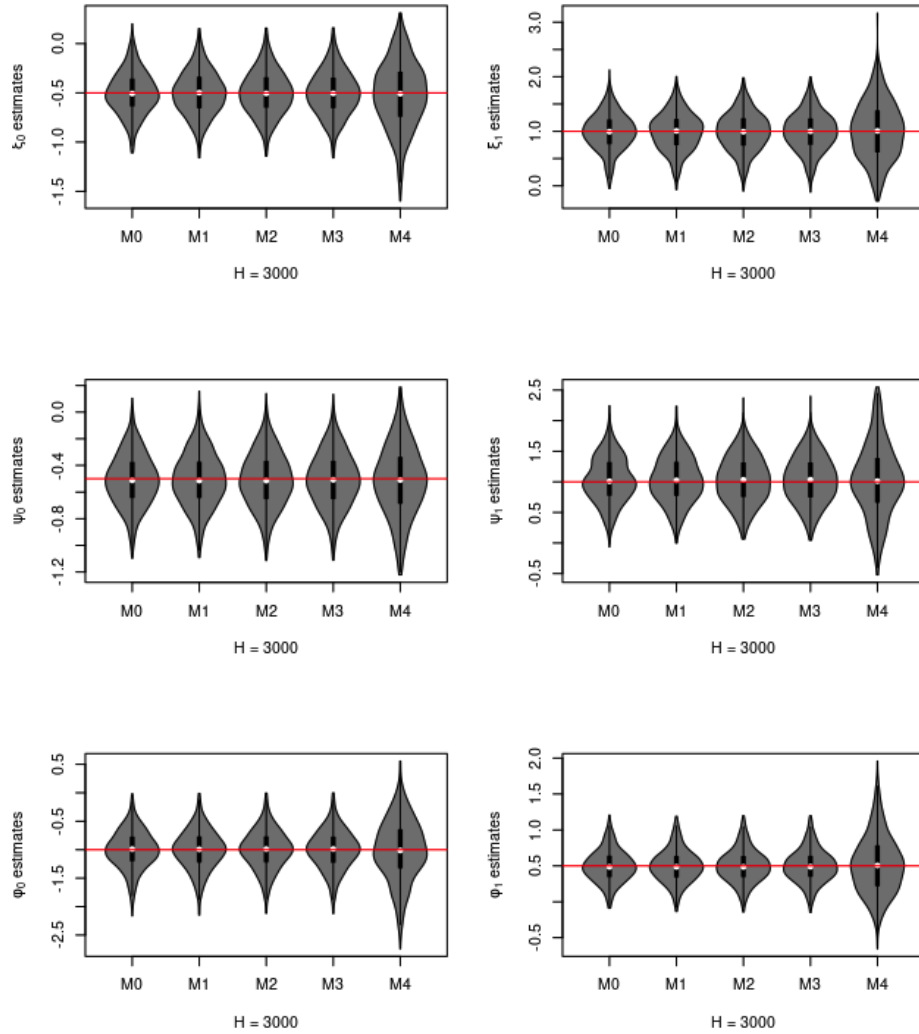 ξ0 estimates
0.0
-0.5
-1.0
-1.5
M0 M1 M2 M3 M4
H = 3000
ξ1 estimates
3.0
2.0
1.0
0.0
M0 M1 M2 M3 M4
H = 3000
ψ0 estimates
0.0
-0.4
-0.8
-1.2
M0 M1 M2 M3 M4
H = 3000
ψ1 estimates
2.5
1.5
0.5
-0.5
M0 M1 M2 M3 M4
H = 3000
φ0 estimates
0.5
-0.5
-1.5
-2.5
M0 M1 M2 M3 M4
H = 3000
φ1 estimates
2.0
1.5
1.0
0.5
-0.5
M0 M1 M2 M3 M4
H = 3000